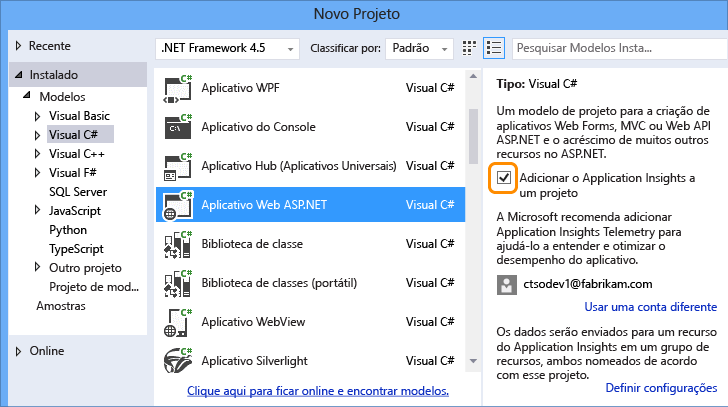 Novo Projeto
Recente
Instalado
Modelos
Visual Basic
Visual C#
Visual C++
Visual F#
SQL Server
JavaScript
Python
TypeScript
Outro projeto
Projeto de mod...
Amostras
Online
.NET Framework 4.5 Classificar por: Padrão Pesquisar Modelos Insta...
Aplicativo WPF Visual C#
Aplicativo do Console Visual C#
Aplicativo Hub (Aplicativos Universais) Visual C#
Aplicativo Web ASP.NET Visual C#
Biblioteca de classe Visual C#
Biblioteca de classes (portátil) Visual C#
Aplicativo WebView Visual C#
Aplicativo Silverlight Visual C#
Clique aqui para ficar online e encontrar modelos.
Tipo: Visual C#
Um modelo de projeto para a criação de
aplicativos Web Forms, MVC ou Web API
ASP.NET e o acréscimo de muitos outros
recursos no ASP.NET.
Adicionar o Application Insights a
um projeto
A Microsoft recomenda adicionar
Application Insights Telemetry para
ajudá-lo a entender e otimizar o
desempenho do aplicativo.
ctsodev1@fabrikam.com
Usar uma conta diferente
Os dados serão enviados para um recurso
do Application Insights em um grupo de
recursos, ambos nomeados de acordo
com esse projeto.
Definir configurações